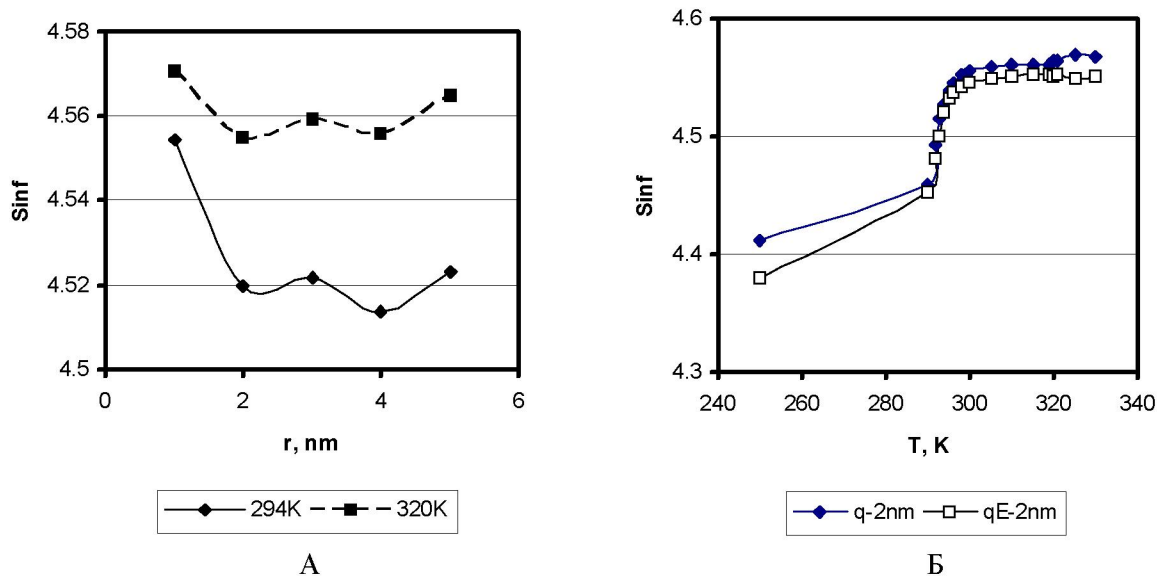 4.58
4.56
4.54
4.52
4.5
Sinf
0 2 4 6
r, nm
294K 320K
А
4.6
4.5
4.4
4.3
Sinf
240 260 280 300 320 340
T, K
q-2nm qE-2nm
Б